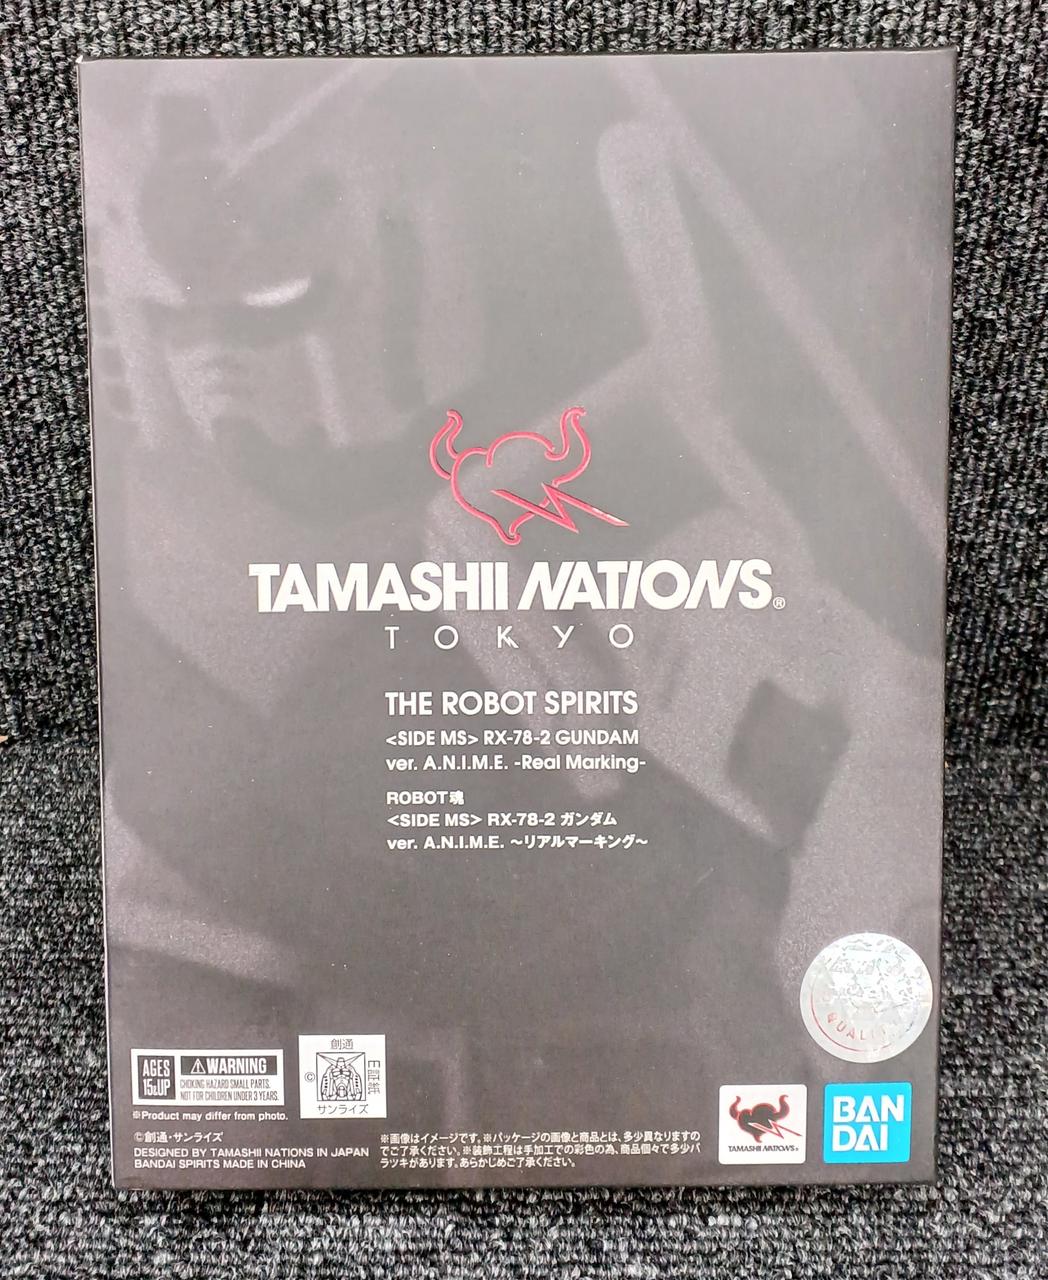 TAMASHII NATIONS®
TOKYO
THE ROBOT SPIRITS
<SIDE MS> RX-78-2 GUNDAM
ver. A.N.I.M.E. -Real Marking-
ROBOT魂
<SIDE MS> RX-78-2 ガンダム
ver. A.N.I.M.E. ～リアルマーキング～
QUALI
AGES
15&UP
⚠WARNING
CHOKING HAZARD SMALL PARTS.
NOT FOR CHILDREN UNDER 3 YEARS.
※Product may differ from photo.
創通
©
E証紙
サンライズ
©創通・サンライズ
DESIGNED BY TAMASHII NATIONS IN JAPAN
BANDAI SPIRITS MADE IN CHINA
※画像はイメージです。※パッケージの画像と商品とは、多少異なりますの
でご了承ください。※装飾工程は手加工での彩色の為、商品個々で多少バ
ラツキがあります。あらかじめご了承ください。
TAMASHII NATIONS®
BAN
DAI